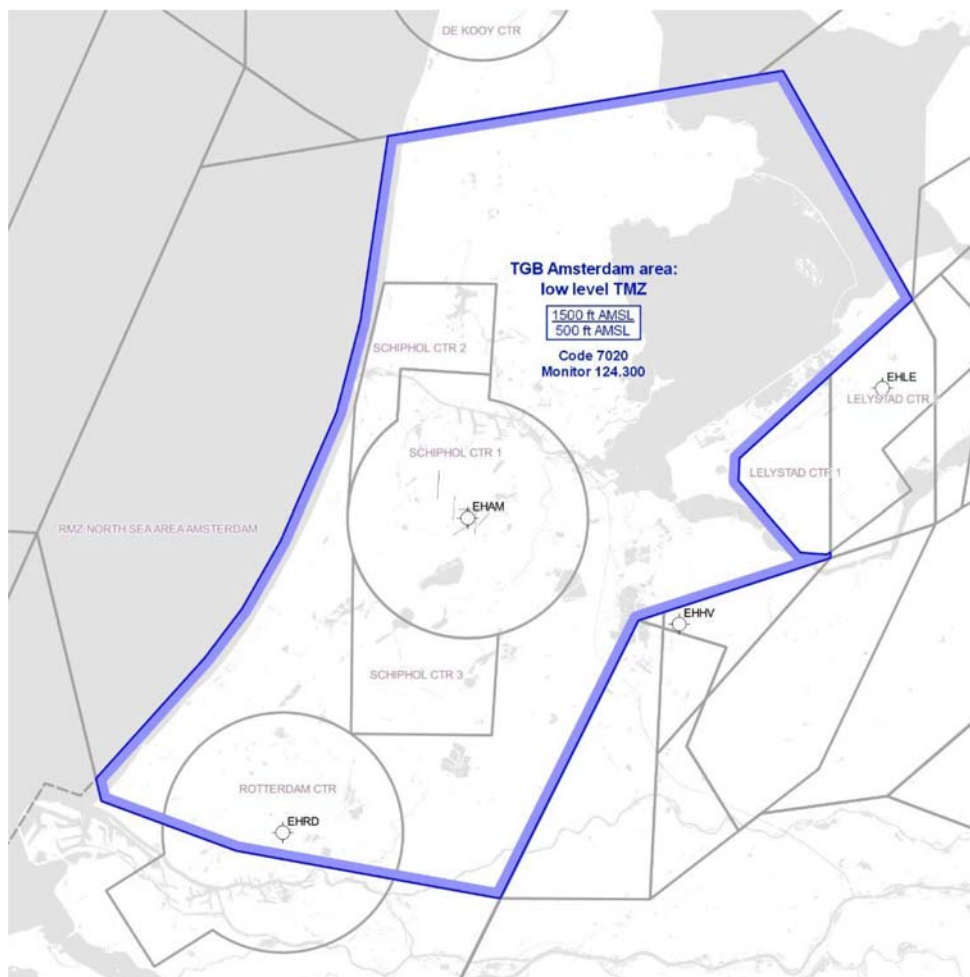 DE KOOY CTR
TGB Amsterdam area:
low level TMZ
1500 ft AMSL
500 ft AMSL
Code 7020
Monitor 124.300
SCHIPHOL CTR 2
EHLE
LELYSTAD CTR
SCHIPHOL CTR 1
LELYSTAD CTR 1
EHAM
RMZ NORTH SEA AREA AMSTERDAM
EHHV
SCHIPHOL CTR 3
ROTTERDAM CTR
EHRD